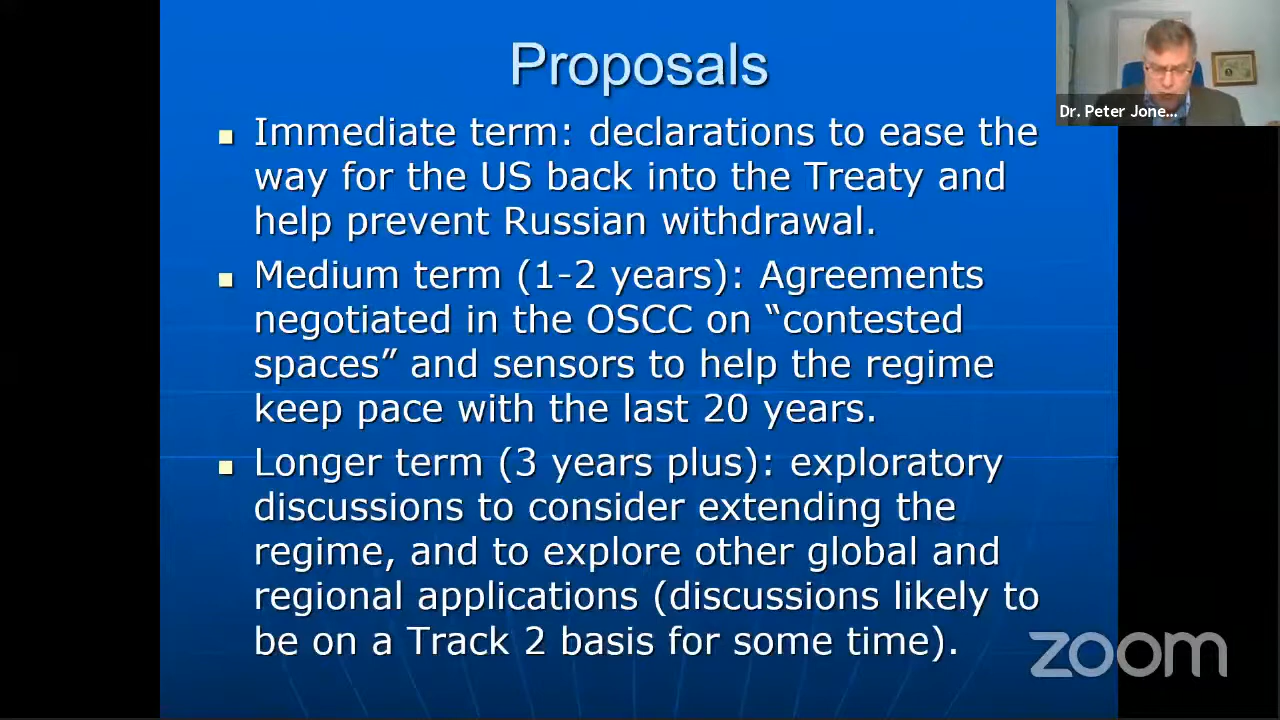 Proposals
Dr. Peter Jone...
Immediate term: declarations to ease the
way for the US back into the Treaty and
help prevent Russian withdrawal.
Medium term (1-2 years): Agreements
negotiated in the OSCC on “contested
spaces” and sensors to help the regime
keep pace with the last 20 years.
Longer term (3 years plus): exploratory
discussions to consider extending the
regime, and to explore other global and
regional applications (discussions likely to
be on a Track 2 basis for some time).
zoom